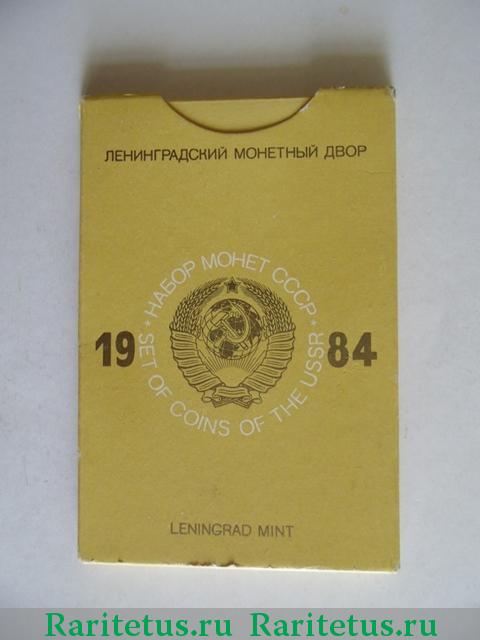 ЛЕНИНГРАДСКИЙ МОНЕТНЫЙ ДВОР
* НАБОР МОНЕТ СССР *
19 84
SET OF COINS OF THE USSR
LENINGRAD MINT
Raritetus.ru Raritetus.ru